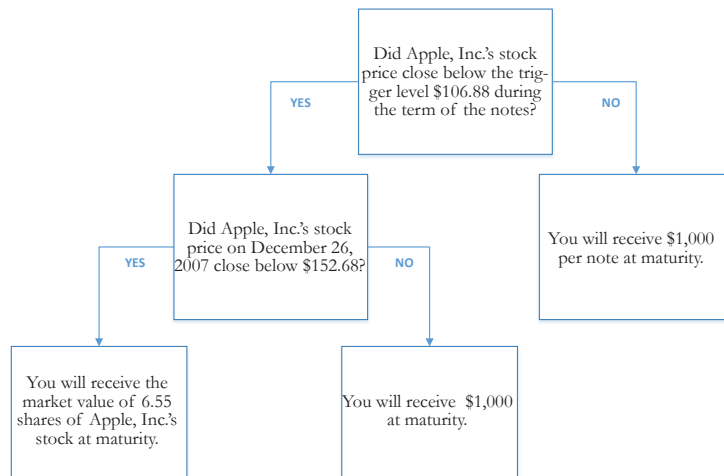 Did Apple, Inc.'s stock
price close below the trig-
ger level $106.88 during
the term of the notes?
YES
NO
Did Apple, Inc.'s stock
price on December 26,
2007 close below $152.68?
You will receive $1,000
per note at maturity.
YES
NO
You will receive the
market value of 6.55
shares of Apple, Inc.'s
stock at maturity.
You will receive $1,000
at maturity.